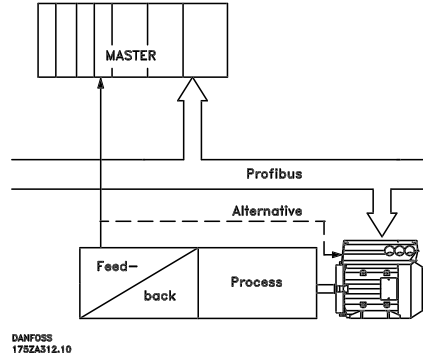 MASTER
Profibus
Alternative
Feed-
back
Process
DANFOSS
175ZA312.10